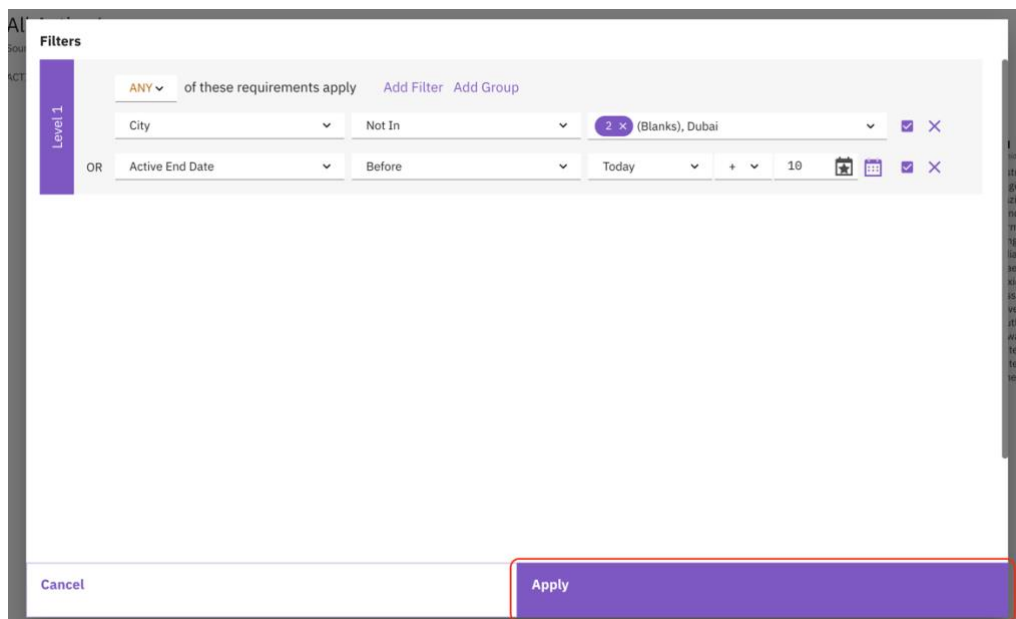 Filters
Level 1
ANY of these requirements apply Add Filter Add Group
City Not In 2 × (Blanks), Dubai
OR Active End Date Before Today + 10
Cancel Apply